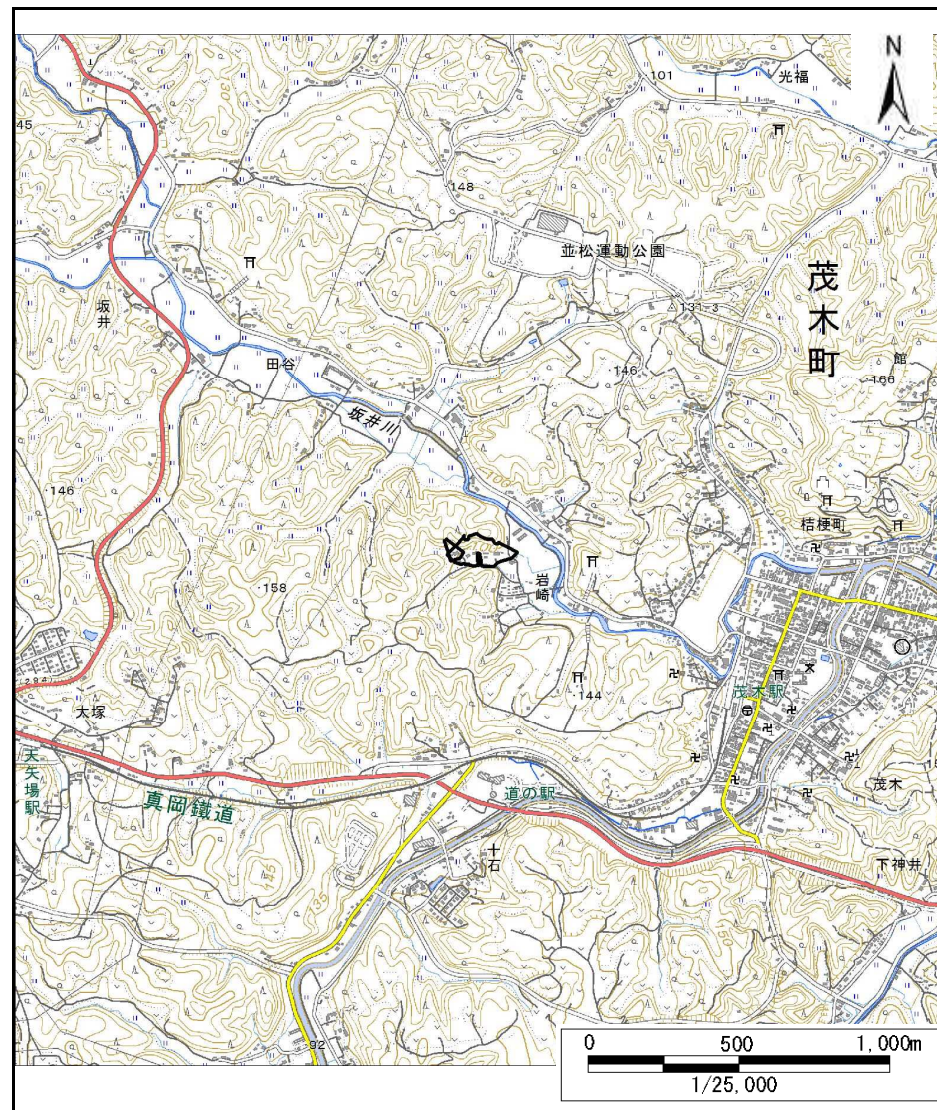 N
101
光福
45
148
並松運動公園
茂木町
131.3
坂井
館
田谷
146
166
坂井川
146
100
桔梗町
158
岩崎
144
茂木駅
大塚
天矢場駅
真岡鐵道
道の駅
茂木
十石
下神井
115
135
92
0 500 1,000m
1/25,000